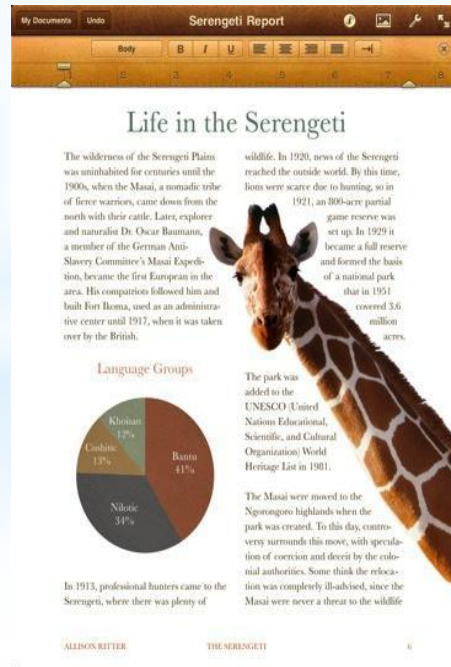 My Documents Undo Serengeti Report
Body B I U
2 3 4 5 6 7 8
Life in the Serengeti
The wilderness of the Serengeti Plains
was uninhabited for centuries until the
1900s, when the Masai, a nomadic tribe
of fierce warriors, came down from the
north with their cattle. Later, explorer
and naturalist Dr. Oscar Baumann,
a member of the German Anti-
Slavery Committee's Masai Expedi-
tion, became the first European in the
area. His compatriots followed him and
built Fort Ikoma, used as an administra-
tive center until 1917, when it was taken
over by the British.
Language Groups
Khoisan
12%
Cushitic
13%
Bantu
41%
Nilotic
34%
In 1913, professional hunters came to the
Serengeti, where there was plenty of
wildlife. In 1920, news of the Serengeti
reached the outside world. By this time,
lions were scarce due to hunting, so in
1921, an 800-acre partial
game reserve was
set up. In 1929 it
became a full reserve
and formed the basis
of a national park
that in 1951
covered 3.6
million
acres.
The park was
added to the
UNESCO (United
Nations Educational,
Scientific, and Cultural
Organization) World
Heritage List in 1981.
The Masai were moved to the
Ngorongoro highlands when the
park was created. To this day, contro-
versy surrounds this move, with specula-
tion of coercion and deceit by the colo-
nial authorities. Some think the reloca-
tion was completely ill-advised, since the
Masai were never a threat to the wildlife
ALLISON RITTER THE SERENGETI 6